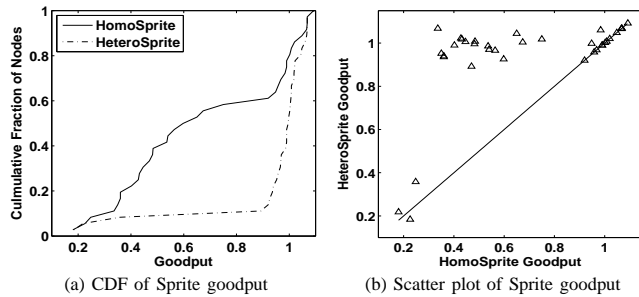 1
0.8
0.6
0.4
0.2
0
Culmulative Fraction of Nodes
HomoSprite
HeteroSprite
0.2 0.4 0.6 0.8 1
Goodput
(a) CDF of Sprite goodput
1
0.8
0.6
0.4
0.2
HeteroSprite Goodput
0.2 0.4 0.6 0.8 1
HomoSprite Goodput
(b) Scatter plot of Sprite goodput